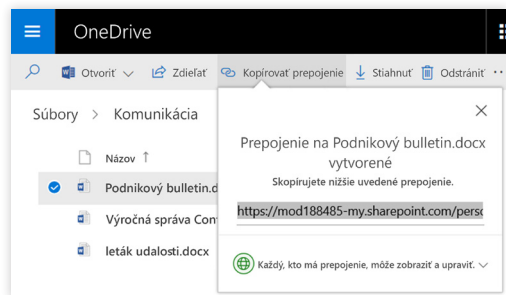 OneDrive
Otvoriť Zdieľať Kopírovať prepojenie Stiahnuť Odstrániť
Súbory > Komunikácia
Prepojenie na Podnikový bulletin.docx
vytvorené
Skopírujete nižšie uvedené prepojenie.
https://mod188485-my.sharepoint.com/perso
Každý, kto má prepojenie, môže zobraziť a upraviť.
Názov
Podnikový bulletin.d
Výročná správa Con
leták udalosti.docx